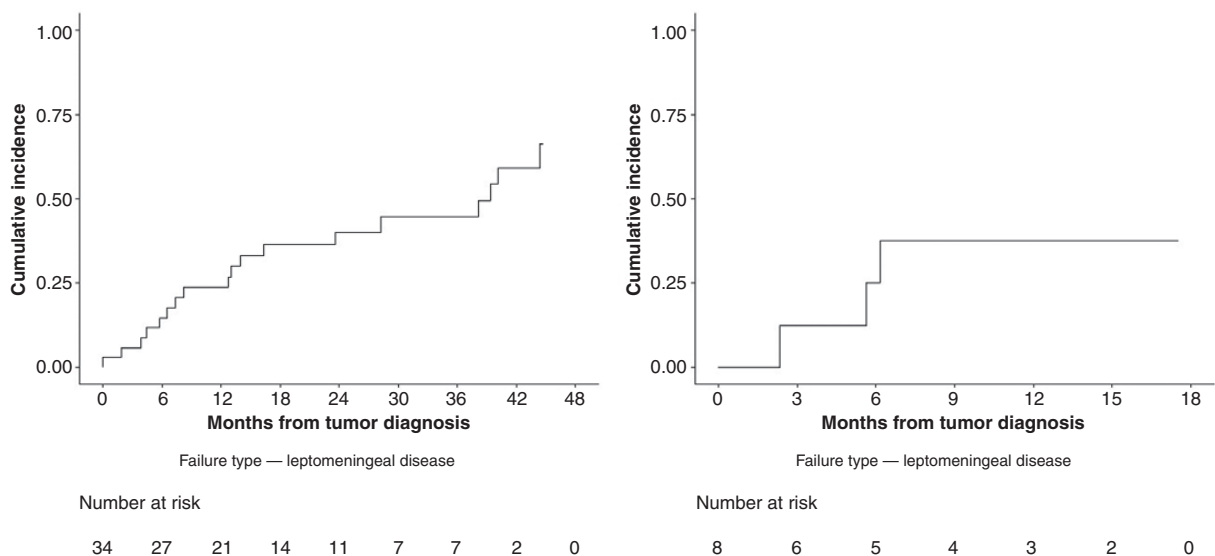 1.00
0.75
0.50
0.25
0.00
Cumulative incidence
0 6 12 18 24 30 36 42 48
Months from tumor diagnosis
Failure type — leptomeningeal disease
Number at risk
34 27 21 14 11 7 7 2 0
1.00
0.75
0.50
0.25
0.00
Cumulative incidence
0 3 6 9 12 15 18
Months from tumor diagnosis
Failure type — leptomeningeal disease
Number at risk
8 6 5 4 3 2 0